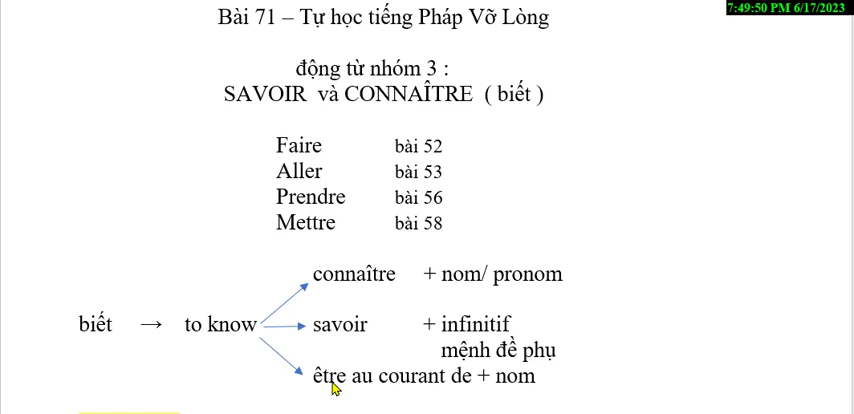 7:49:50 PM 6/17/2023
Bài 71 – Tự học tiếng Pháp Vỡ Lòng
động từ nhóm 3 :
SAVOIR và CONNAÎTRE ( biết )
Faire bài 52
Aller bài 53
Prendre bài 56
Mettre bài 58
connaître + nom/ pronom
biết → to know savoir + infinitif
mệnh đề phụ
être au courant de + nom